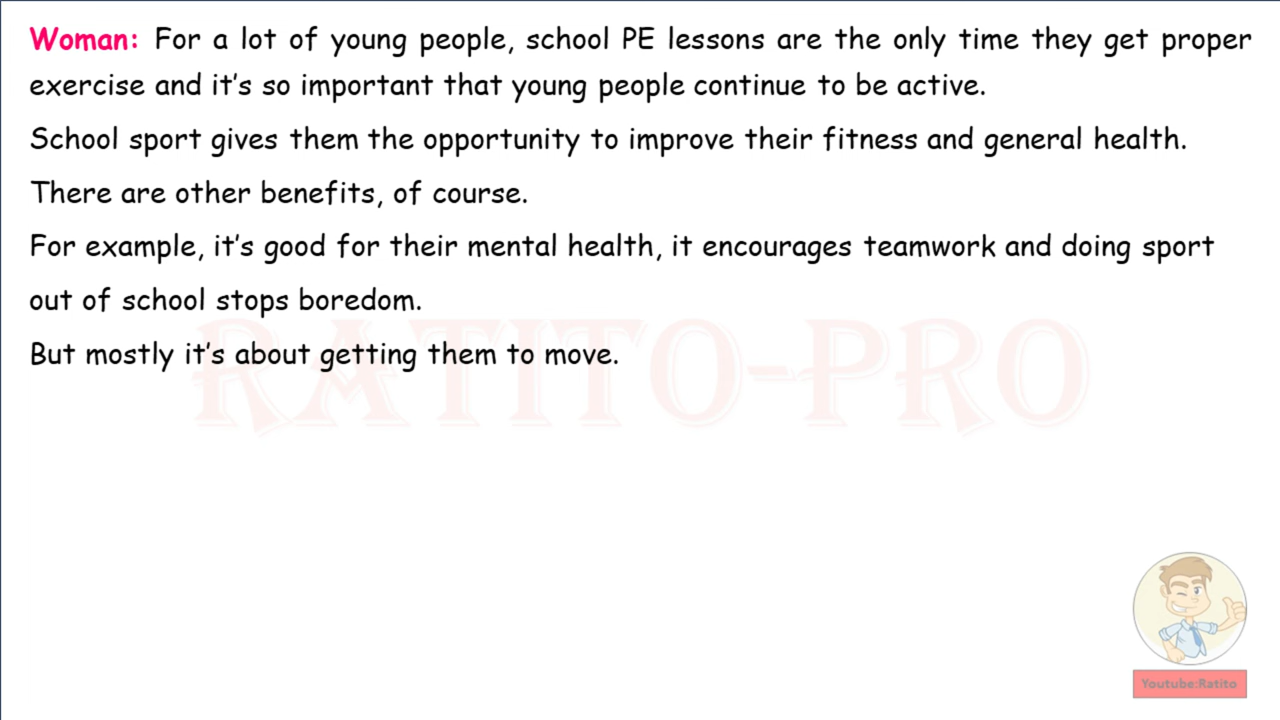 Woman: For a lot of young people, school PE lessons are the only time they get proper
exercise and it's so important that young people continue to be active.
School sport gives them the opportunity to improve their fitness and general health.
There are other benefits, of course.
For example, it's good for their mental health, it encourages teamwork and doing sport
out of school stops boredom.
But mostly it's about getting them to move.
RATITO-PRO
Youtube:Ratito